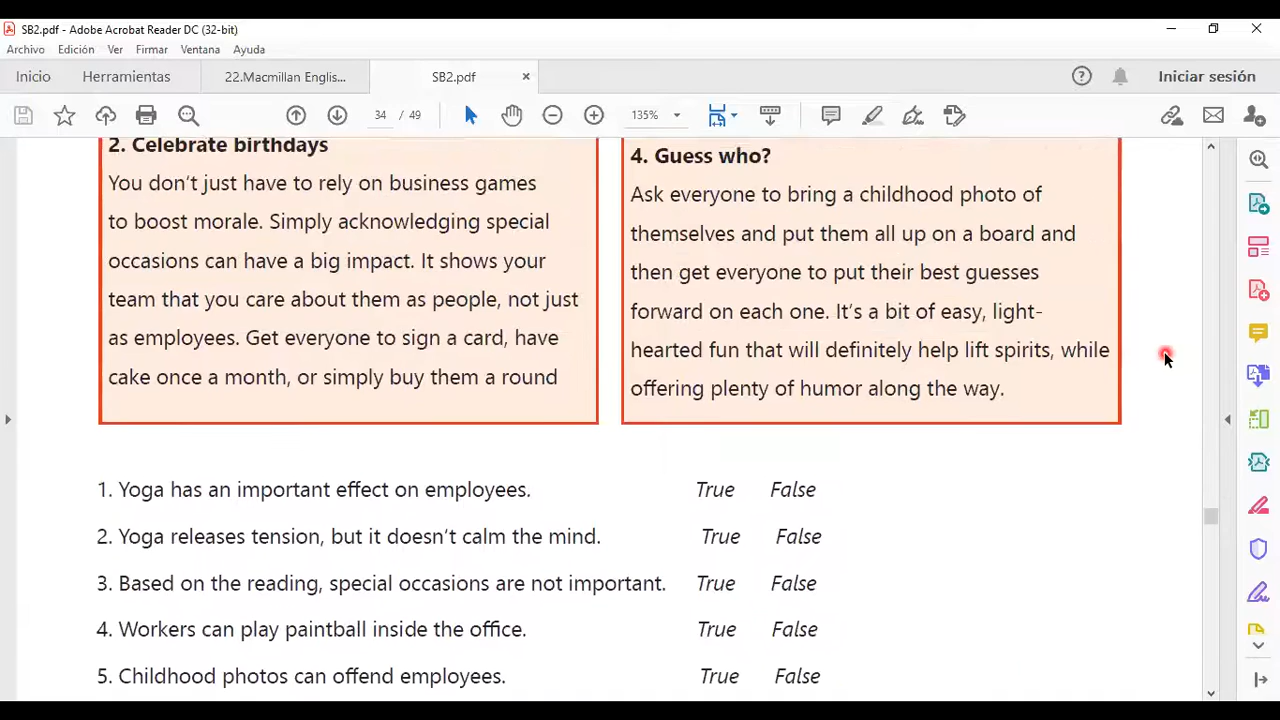 SB2.pdf - Adobe Acrobat Reader DC (32-bit)
Archivo Edición Ver Firmar Ventana Ayuda
Inicio Herramientas 22.Macmillan Englis... SB2.pdf × Iniciar sesión
34 / 49 135%
2. Celebrate birthdays
You don't just have to rely on business games
to boost morale. Simply acknowledging special
occasions can have a big impact. It shows your
team that you care about them as people, not just
as employees. Get everyone to sign a card, have
cake once a month, or simply buy them a round
4. Guess who?
Ask everyone to bring a childhood photo of
themselves and put them all up on a board and
then get everyone to put their best guesses
forward on each one. It's a bit of easy, light-
hearted fun that will definitely help lift spirits, while
offering plenty of humor along the way.
1. Yoga has an important effect on employees. True False
2. Yoga releases tension, but it doesn't calm the mind. True False
3. Based on the reading, special occasions are not important. True False
4. Workers can play paintball inside the office. True False
5. Childhood photos can offend employees. True False